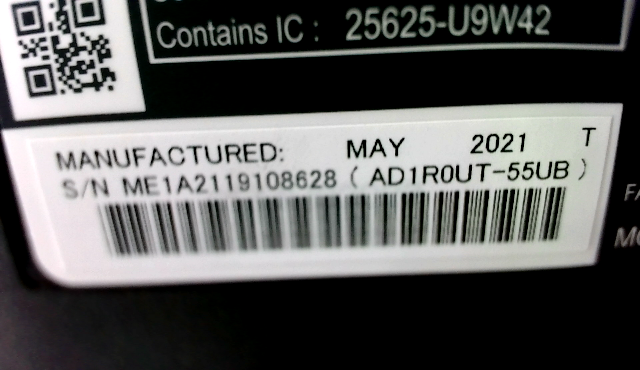 Contains IC : 25625-U9W42
MANUFACTURED: MAY 2021 T
S/N ME1A2119108628 ( AD1R0UT-55UB )